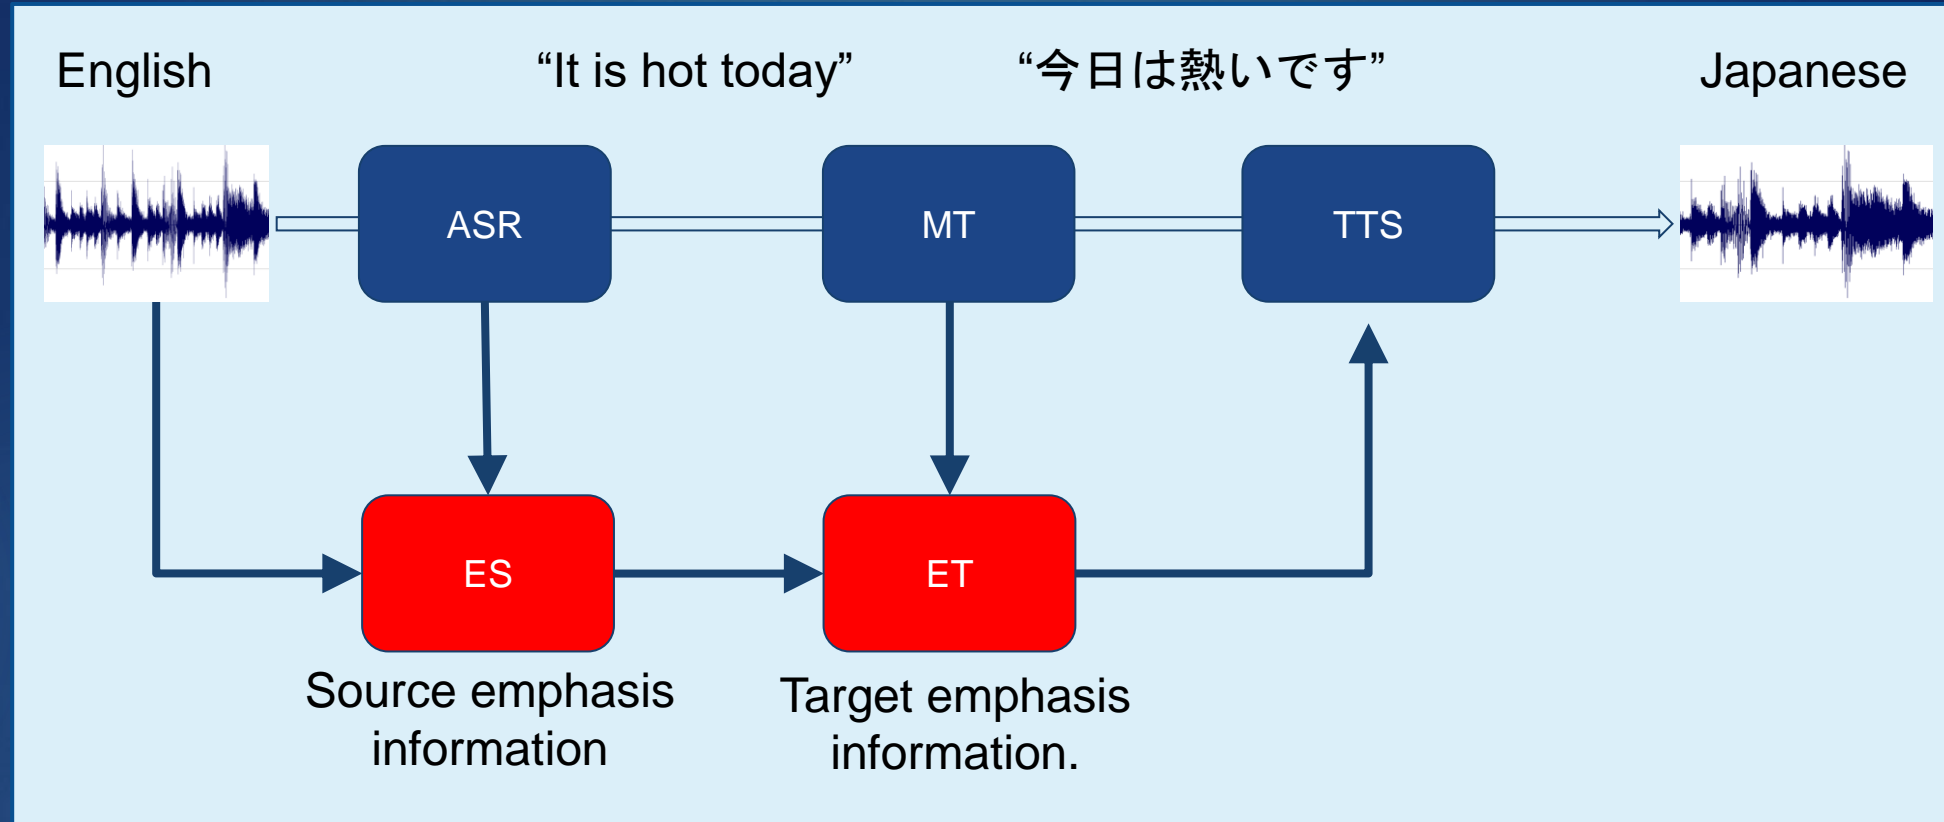 English
“It is hot today”
“今日は熱いです”
Japanese
ASR
MT
TTS
ES
ET
Source emphasis
information
Target emphasis
information.